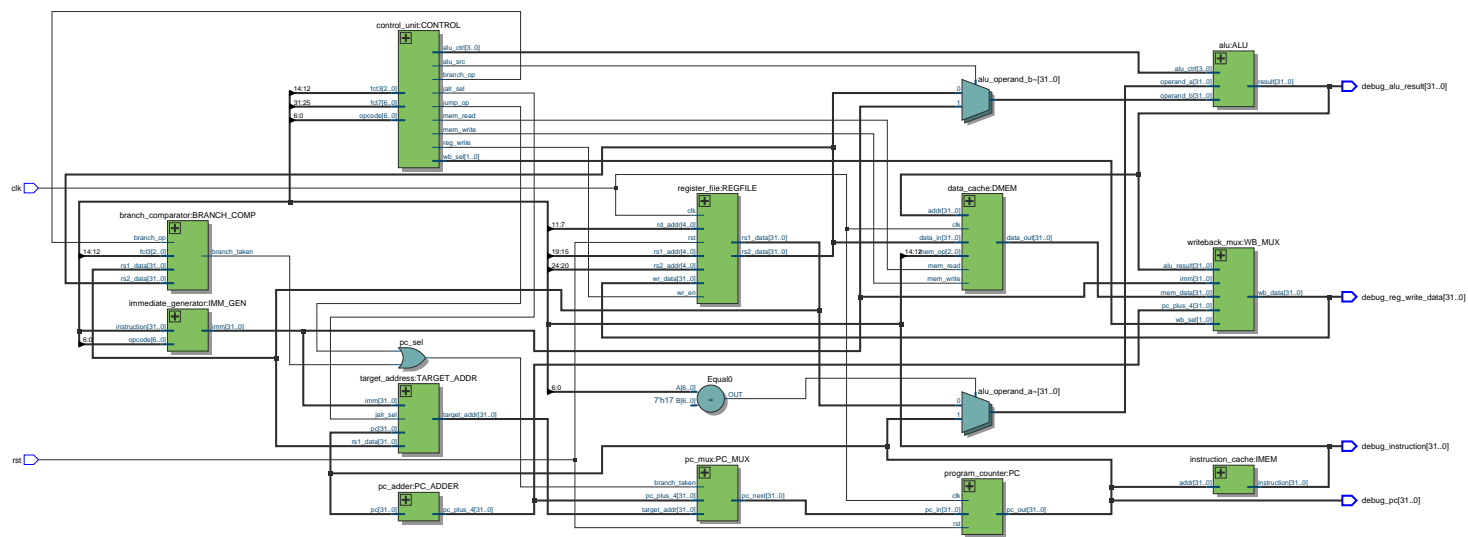 control_unit:CONTROL
14:12 fct3[2..0]
31:25 fct7[6..0]
6:0 opcode[6..0]
alu_ctrl[3..0]
alu_src
branch_op
jalr_sel
jump_op
mem_read
mem_write
reg_write
wb_sel[1..0]
alu_operand_b~[31..0]
0
1
alu:ALU
alu_ctrl[3..0]
operand_a[31..0]
operand_b[31..0]
result[31..0]
debug_alu_result[31..0]
clk
branch_comparator:BRANCH_COMP
branch_op
14:12 fct3[2..0]
rs1_data[31..0]
rs2_data[31..0]
branch_taken
register_file:REGFILE
clk
11:7 rd_addr[4..0]
rst
19:15 rs1_addr[4..0]
24:20 rs2_addr[4..0]
wr_data[31..0]
wr_en
rs1_data[31..0]
rs2_data[31..0]
data_cache:DMEM
addr[31..0]
clk
data_in[31..0]
14:12 mem_op[2..0]
mem_read
mem_write
data_out[31..0]
writeback_mux:WB_MUX
alu_result[31..0]
imm[31..0]
mem_data[31..0]
pc_plus_4[31..0]
wb_sel[1..0]
wb_data[31..0]
debug_reg_write_data[31..0]
immediate_generator:IMM_GEN
instruction[31..0]
6:0 opcode[6..0]
imm[31..0]
pc_sel
target_address:TARGET_ADDR
imm[31..0]
jalr_sel
pc[31..0]
rs1_data[31..0]
target_addr[31..0]
Equal0
6:0 A[6..0]
7'h17 B[6..0]
=
OUT
alu_operand_a~[31..0]
0
1
rst
pc_adder:PC_ADDER
pc[31..0]
pc_plus_4[31..0]
pc_mux:PC_MUX
branch_taken
pc_plus_4[31..0]
target_addr[31..0]
pc_next[31..0]
program_counter:PC
clk
pc_in[31..0]
rst
pc_out[31..0]
instruction_cache:IMEM
addr[31..0]
instruction[31..0]
debug_instruction[31..0]
debug_pc[31..0]